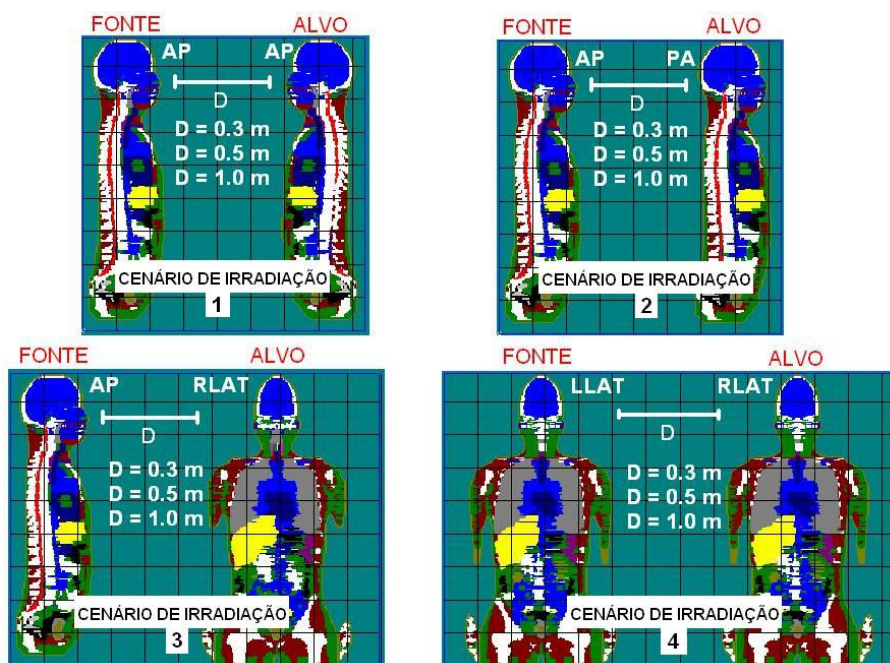 FONTE ALVO
AP AP
D
D = 0.3 m
D = 0.5 m
D = 1.0 m
CENÁRIO DE IRRADIAÇÃO
1
FONTE ALVO
AP PA
D
D = 0.3 m
D = 0.5 m
D = 1.0 m
CENÁRIO DE IRRADIAÇÃO
2
FONTE ALVO
AP RLAT
D
D = 0.3 m
D = 0.5 m
D = 1.0 m
CENÁRIO DE IRRADIAÇÃO
3
FONTE ALVO
LLAT RLAT
D
D = 0.3 m
D = 0.5 m
D = 1.0 m
CENÁRIO DE IRRADIAÇÃO
4